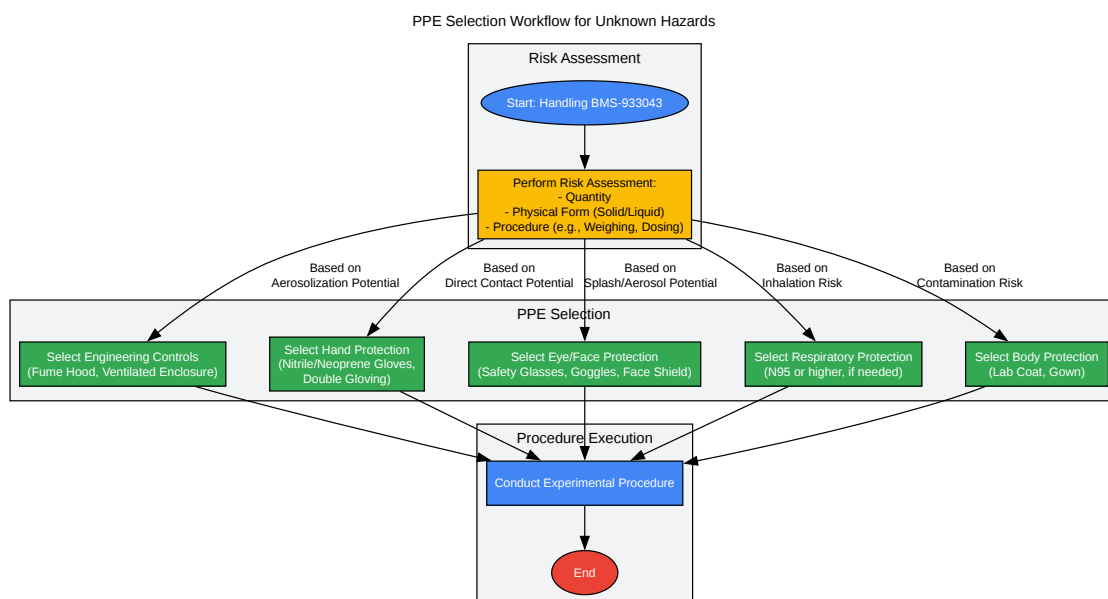 PPE Selection Workflow for Unknown Hazards
Risk Assessment
Start: Handling BMS-933043
Perform Risk Assessment:
- Quantity
- Physical Form (Solid/Liquid)
- Procedure (e.g., Weighing, Dosing)
Based on
Aerosolization Potential
Based on
Direct Contact Potential
Based on
Splash/Aerosol Potential
Based on
Inhalation Risk
Based on
Contamination Risk
PPE Selection
Select Engineering Controls
(Fume Hood, Ventilated Enclosure)
Select Hand Protection
(Nitrile/Neoprene Gloves,
Double Gloving)
Select Eye/Face Protection
(Safety Glasses, Goggles, Face Shield)
Select Respiratory Protection
(N95 or higher, if needed)
Select Body Protection
(Lab Coat, Gown)
Procedure Execution
Conduct Experimental Procedure
End